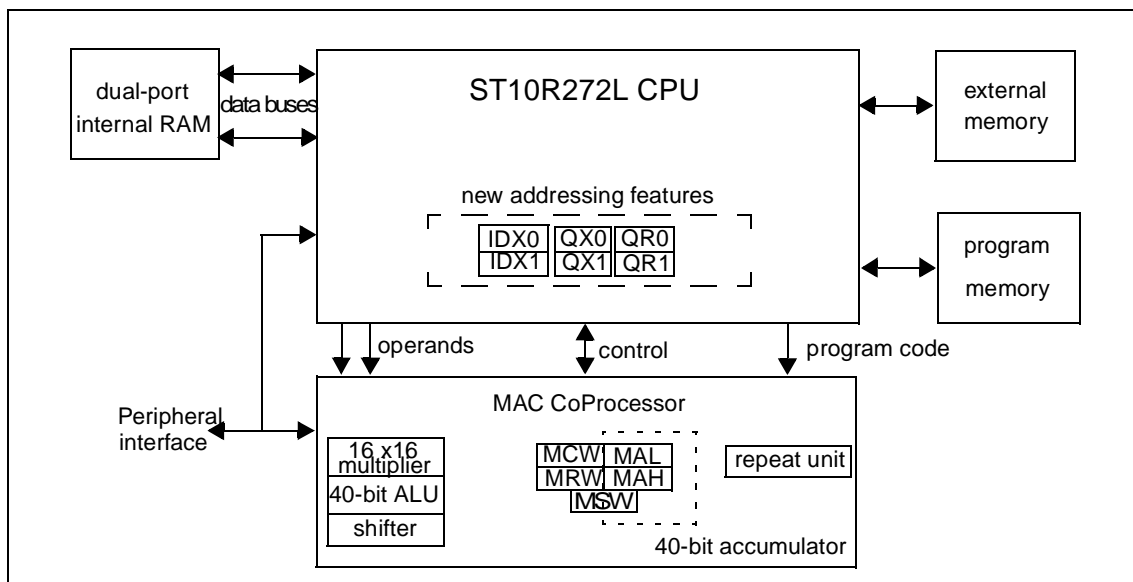 dual-port
internal RAM
data buses
ST10R272L CPU
external
memory
new addressing features
IDX0
QX0
QR0
IDX1
QX1
QR1
program
memory
operands
control
program code
MAC CoProcessor
Peripheral
interface
16 x16
multiplier
40-bit ALU
shifter
MCW
MAL
MRW
MAH
MSW
repeat unit
40-bit accumulator